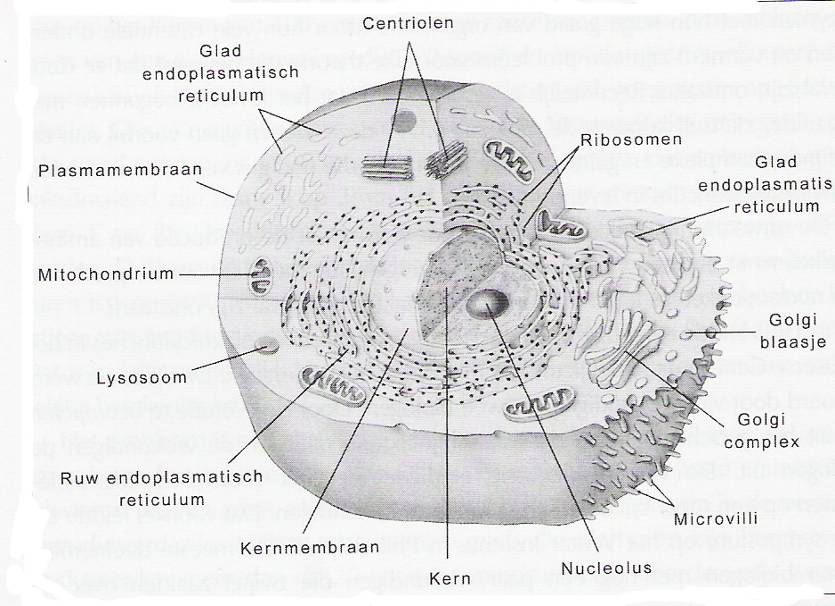 Centriolen
Glad
endoplasmatisch
reticulum
Ribosomen
Plasmamembraan
Glad
endoplasmatis
reticulum
Mitochondrium
Golgi
blaasje
Lysosoom
Golgi
complex
Ruw endoplasmatisch
reticulum
Microvilli
Kernmembraan
Nucleolus
Kern